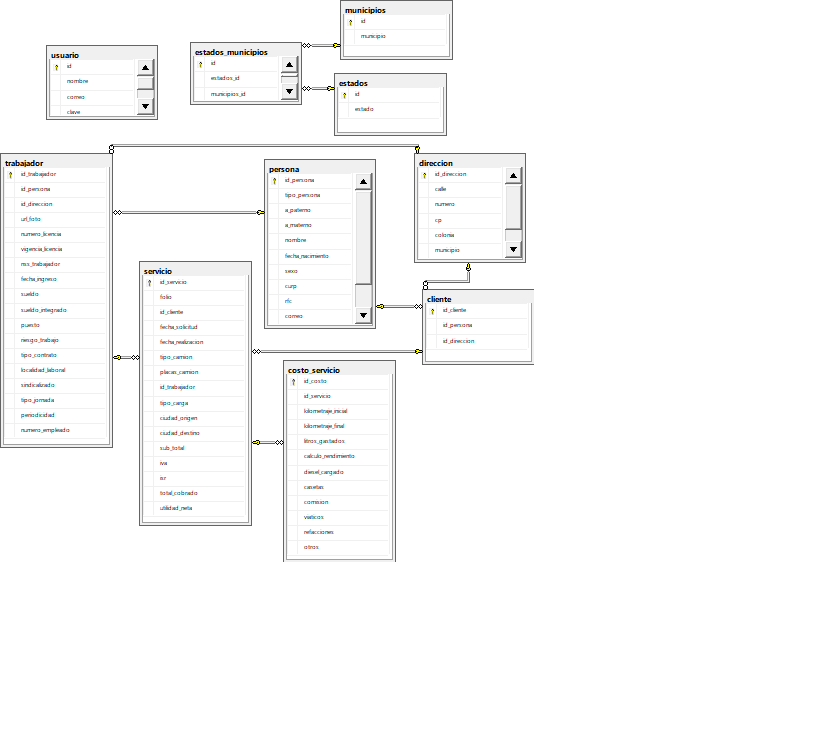 municipios
id
municipio
usuario
id
nombre
correo
clave
estados_municipios
id
estados_id
municipios_id
estados
id
estado
trabajador
id_trabajador
id_persona
id_direccion
url_foto
numero_licencia
vigencia_licencia
nss_trabajador
fecha_ingreso
sueldo
sueldo_integrado
puesto
riesgo_trabajo
tipo_contrato
localidad_laboral
sindicalizado
tipo_jornada
periodicidad
numero_empleado
persona
id_persona
tipo_persona
a_paterno
a_materno
nombre
fecha_nacimiento
sexo
curp
rfc
correo
direccion
id_direccion
calle
numero
cp
colonia
municipio
servicio
id_servicio
folio
id_cliente
fecha_solicitud
fecha_realizacion
tipo_camion
placas_camion
id_trabajador
tipo_carga
ciudad_origen
ciudad_destino
sub_total
iva
isr
total_cobrado
utilidad_neta
cliente
id_cliente
id_persona
id_direccion
costo_servicio
id_costo
id_servicio
kilometraje_inicial
kilometraje_final
litros_gastados
calculo_rendimiento
diesel_cargado
casetas
comision
viaticos
refacciones
otros